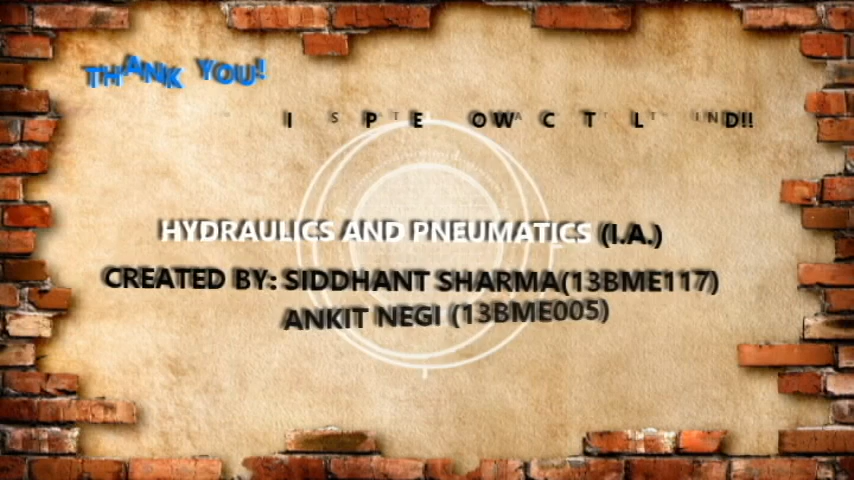 THANK YOU!
HYDRAULICS AND PNEUMATICS (I.A.)
CREATED BY: SIDDHANT SHARMA(13BME117)
ANKIT NEGI (13BME005)